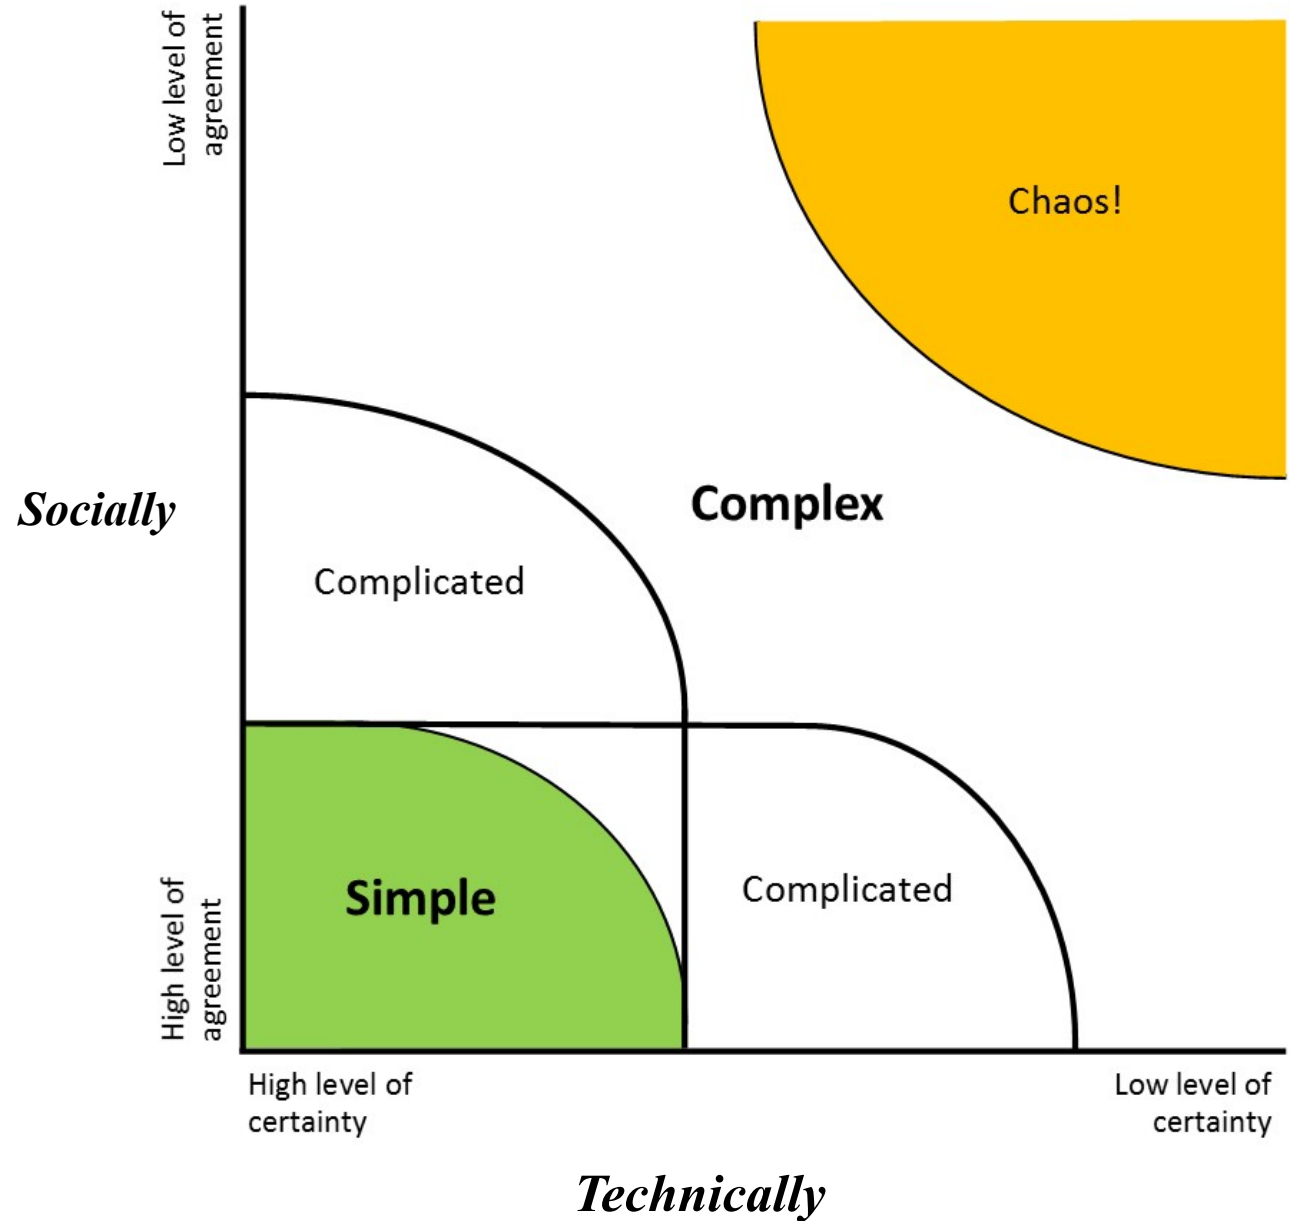 Low level of
agreement
Chaos!
Socially
Complex
Complicated
Simple
Complicated
High level of
agreement
High level of
certainty
Low level of
certainty
Technically